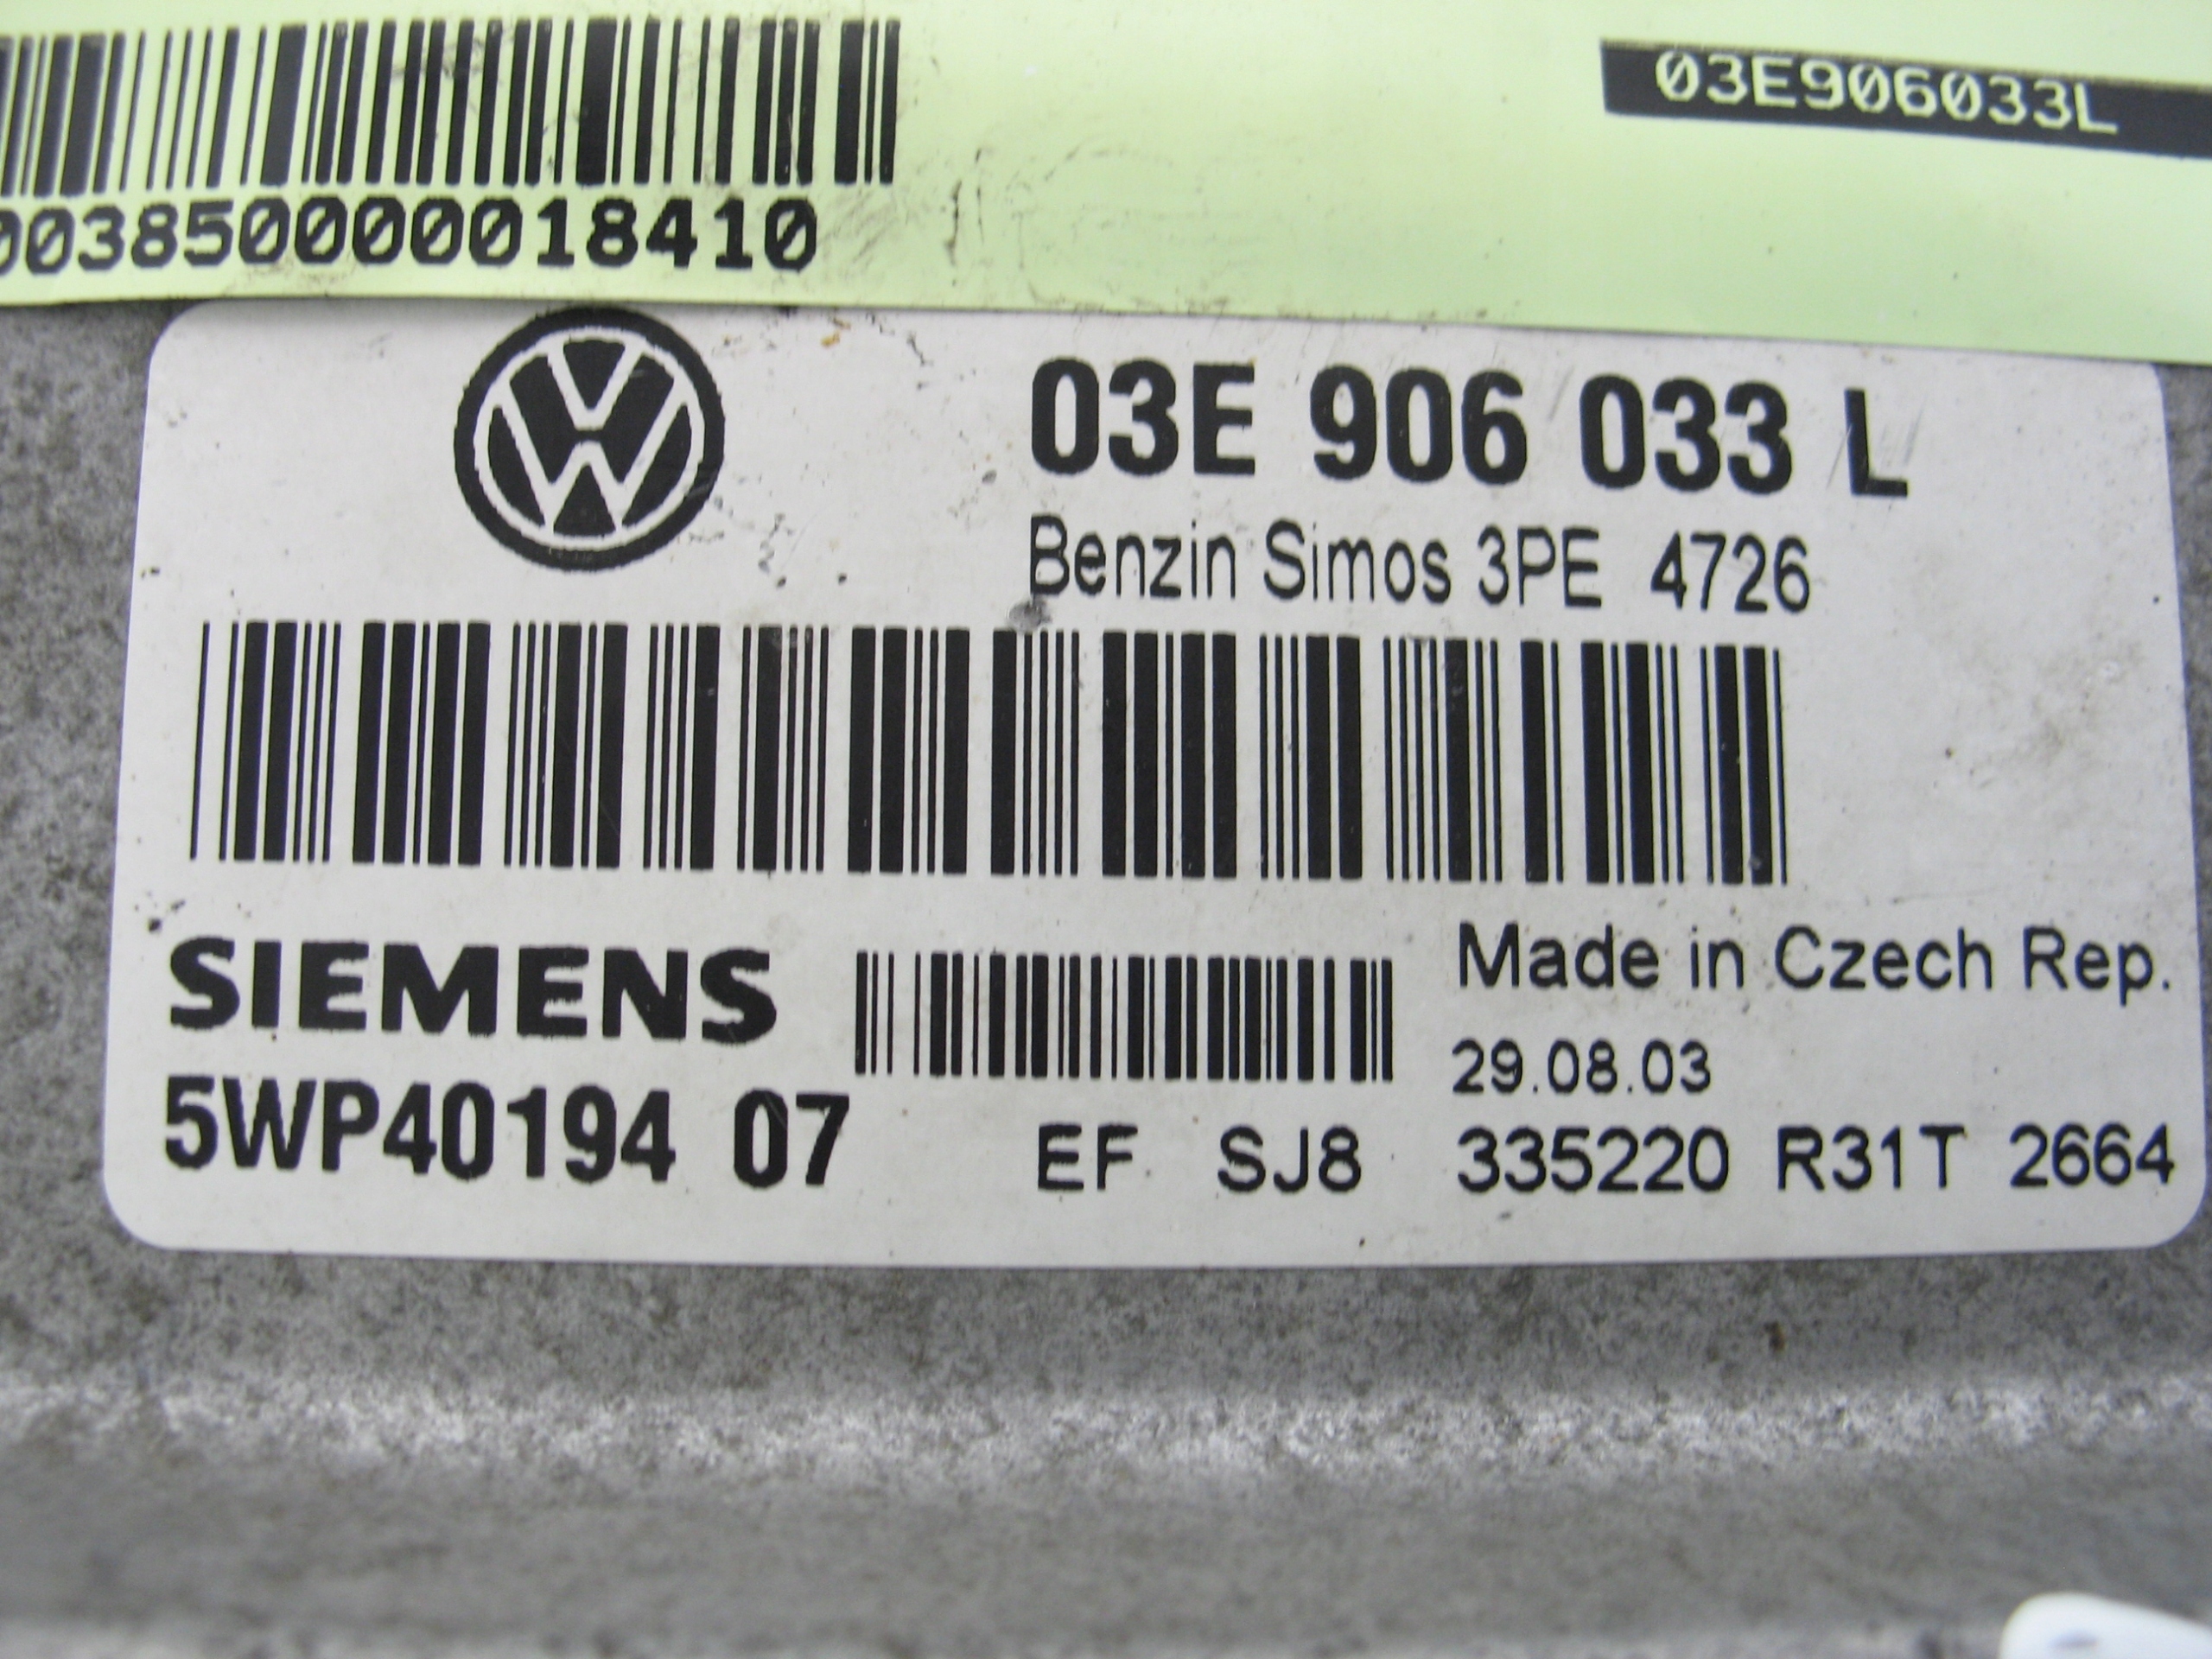 03E906033L
003850000018410
03E 906 033 L
Benzin Simos 3PE 4726
SIEMENS
Made in Czech Rep.
29.08.03
5WP40194 07
EF SJ8 335220 R31T 2664